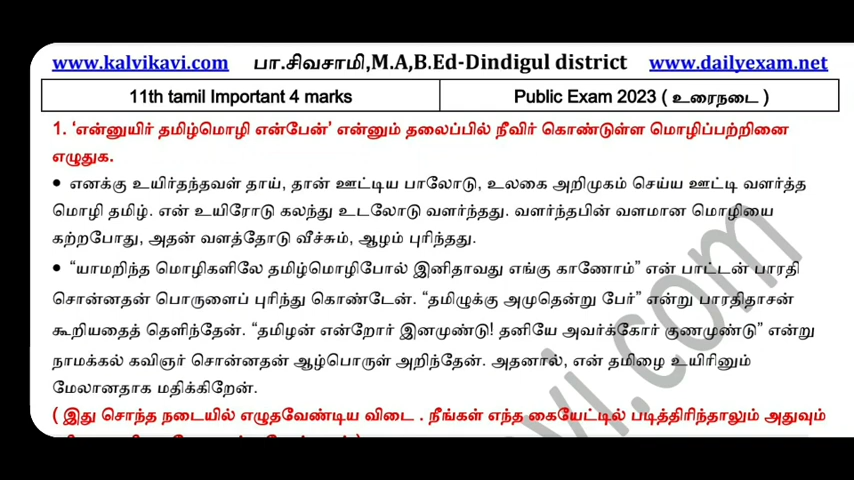 www.kalvikavi.com பா.சிவசாமி,M.A,B.Ed-Dindigul district www.dailyexam.net
11th tamil Important 4 marks Public Exam 2023 ( உரைநடை )
1. ‘என்னுயிர் தமிழ்மொழி என்பேன்’ என்னும் தலைப்பில் நீவிர் கொண்டுள்ள மொழிப்பற்றினை
எழுதுக.
● எனக்கு உயிர்தந்தவள் தாய், தான் ஊட்டிய பாலோடு, உலகை அறிமுகம் செய்ய ஊட்டி வளர்த்த
மொழி தமிழ். என் உயிரோடு கலந்து உடலோடு வளர்ந்தது. வளர்ந்தபின் வளமான மொழியை
கற்றபோது, அதன் வளத்தோடு வீச்சும், ஆழம் புரிந்தது.
● “யாமறிந்த மொழிகளிலே தமிழ்மொழிபோல் இனிதாவது எங்கு காணோம்” என் பாட்டன் பாரதி
சொன்னதன் பொருளைப் புரிந்து கொண்டேன். “தமிழுக்கு அமுதென்று பேர்” என்று பாரதிதாசன்
கூறியதைத் தெளிந்தேன். “தமிழன் என்றோர் இனமுண்டு! தனியே அவர்க்கோர் குணமுண்டு” என்று
நாமக்கல் கவிஞர் சொன்னதன் ஆழ்பொருள் அறிந்தேன். அதனால், என் தமிழை உயிரினும்
மேலானதாக மதிக்கிறேன்.
( இது சொந்த நடையில் எழுதவேண்டிய விடை . நீங்கள் எந்த கையேட்டில் படித்திரிந்தாலும் அதுவும்
vi.com